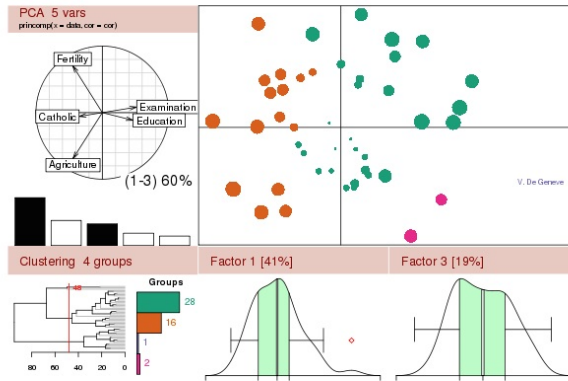 PCA 5 vars
princomp(x = data, cor = cor)
Fertility
Catholic
Examination
Education
Agriculture
(1-3) 60%
V. De Geneve
Clustering 4 groups
Factor 1 [41%]
Factor 3 [19%]
48
Groups
28
16
1
2
80 60 40 20 0